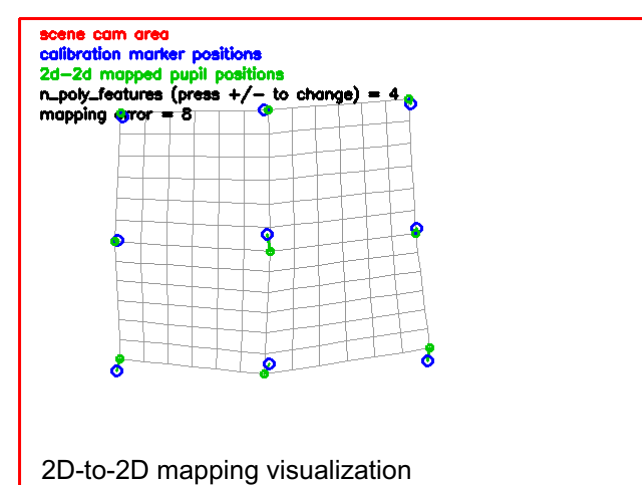 scene cam area
calibration marker positions
2d-2d mapped pupil positions
n_poly_features (press +/- to change) = 4
mapping error = 8
2D-to-2D mapping visualization